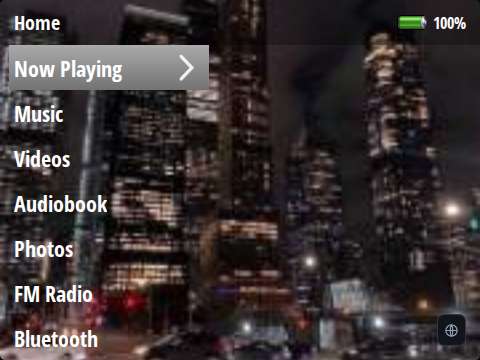 Home
100%
Now Playing
Music
Videos
Audiobook
Photos
FM Radio
Bluetooth